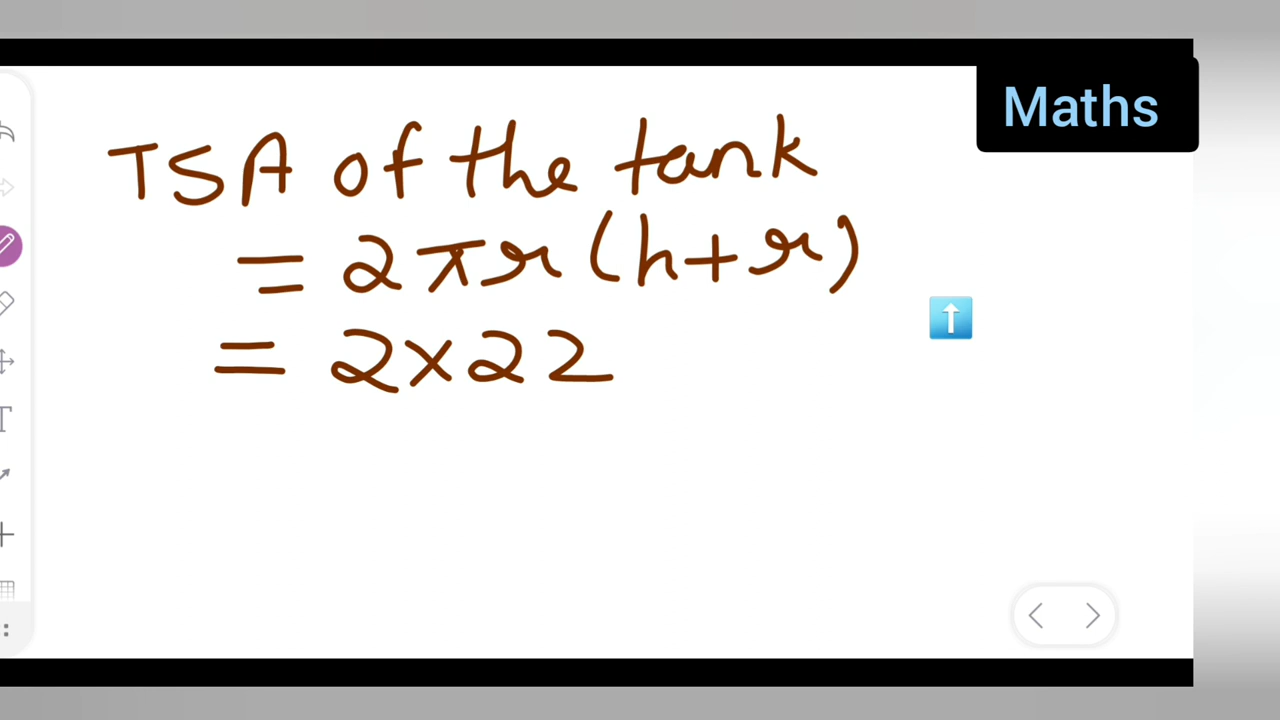 Maths
TSA of the tank
= 2πr(h+r)
= 2×22